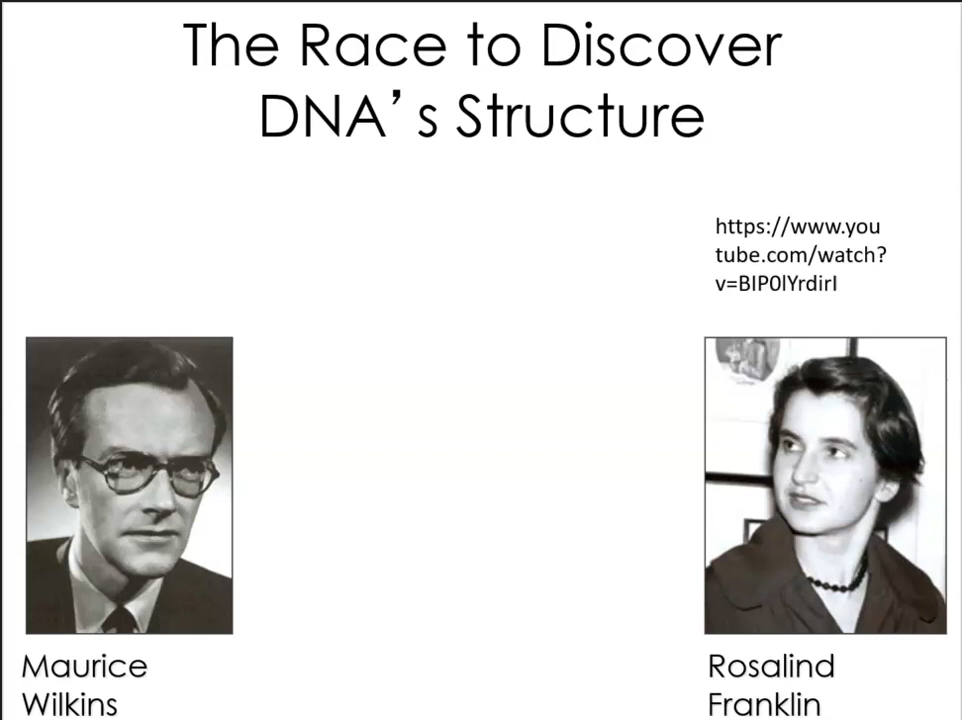 The Race to Discover
DNA’s Structure
https://www.you
tube.com/watch?
v=BIP0lYrdirI
Maurice
Wilkins
Rosalind
Franklin